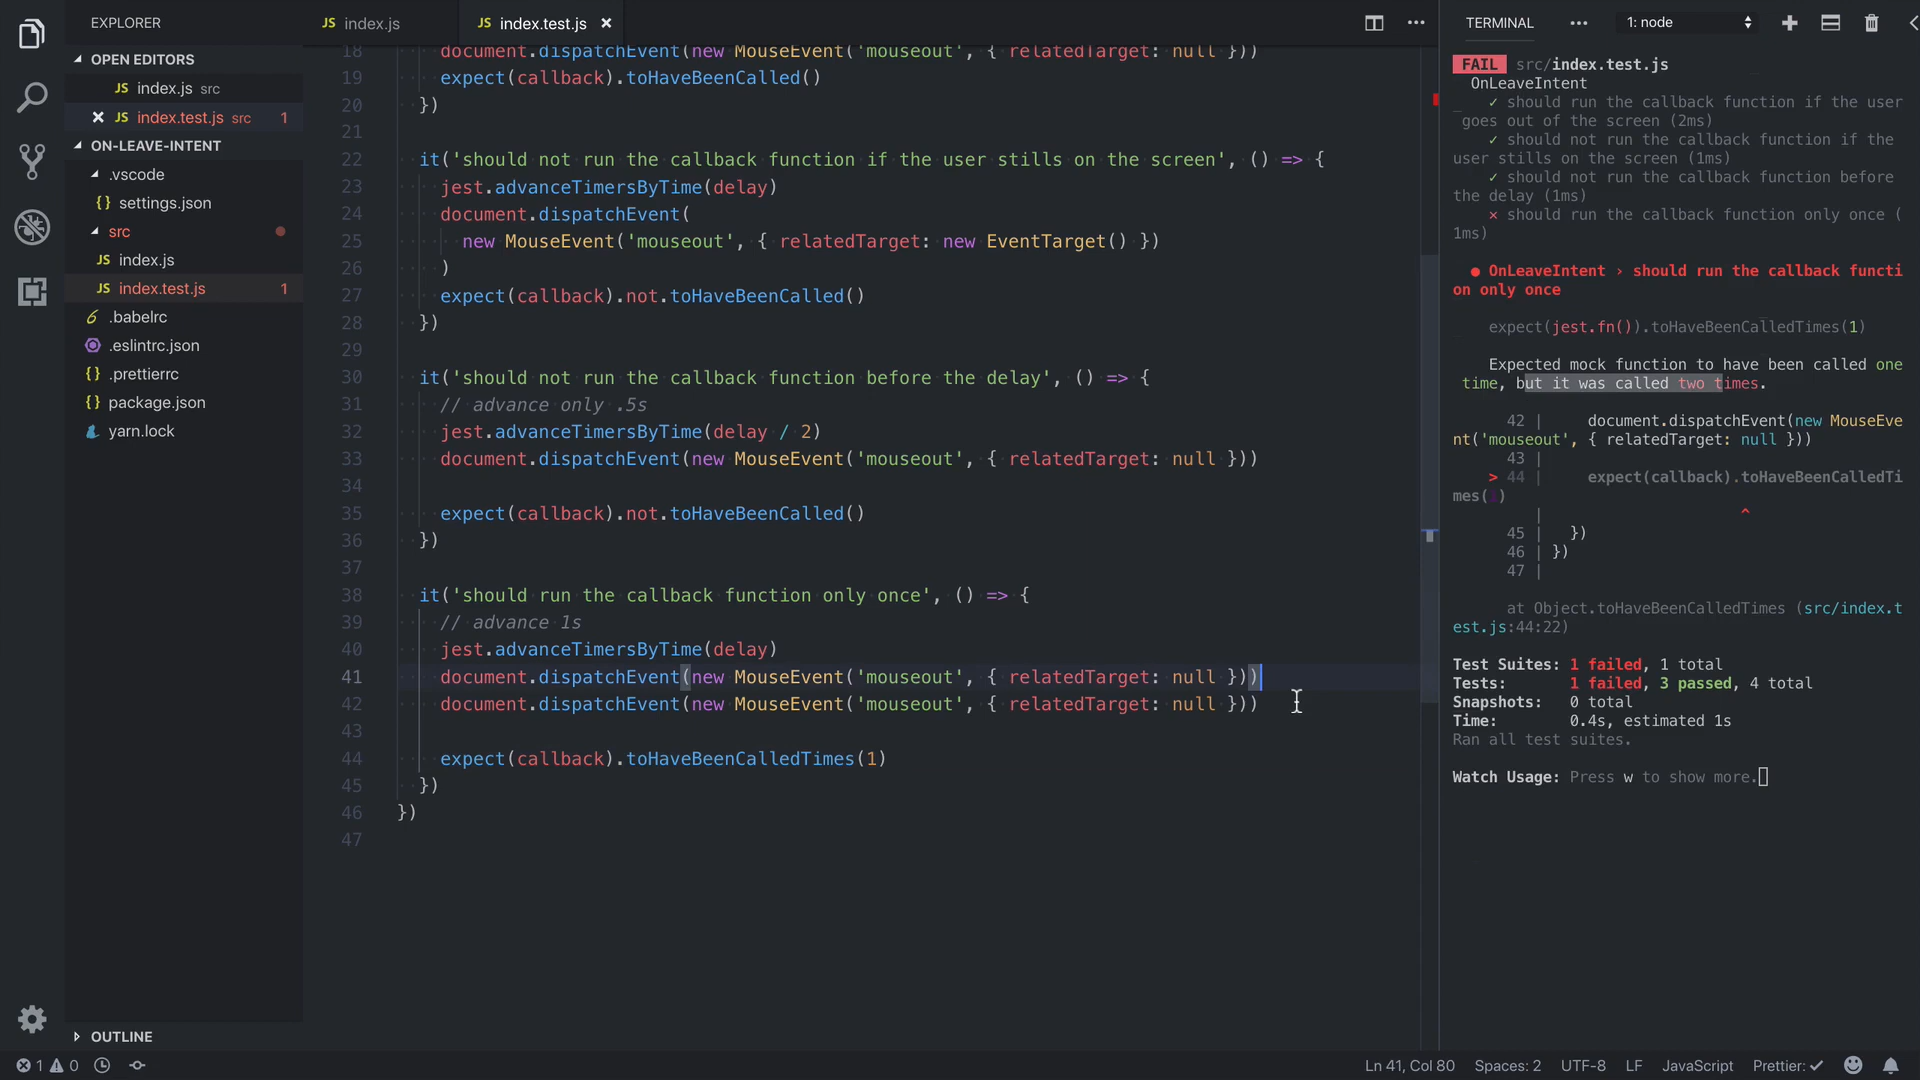 EXPLORER
OPEN EDITORS
JS index.js src
JS index.test.js src 1
ON-LEAVE-INTENT
.vscode
{} settings.json
src
JS index.js
JS index.test.js 1
.babelrc
.eslintrc.json
{} .prettierrc
{} package.json
yarn.lock
OUTLINE
JS index.js
JS index.test.js
18 document.dispatchEvent(new MouseEvent('mouseout', { relatedTarget: null }))
19 expect(callback).toHaveBeenCalled()
20 })
21
22 it('should not run the callback function if the user stills on the screen', () => {
23 jest.advanceTimersByTime(delay)
24 document.dispatchEvent(
25 new MouseEvent('mouseout', { relatedTarget: new EventTarget() })
26 )
27 expect(callback).not.toHaveBeenCalled()
28 })
29
30 it('should not run the callback function before the delay', () => {
31 // advance only .5s
32 jest.advanceTimersByTime(delay / 2)
33 document.dispatchEvent(new MouseEvent('mouseout', { relatedTarget: null }))
34
35 expect(callback).not.toHaveBeenCalled()
36 })
37
38 it('should run the callback function only once', () => {
39 // advance 1s
40 jest.advanceTimersByTime(delay)
41 document.dispatchEvent(new MouseEvent('mouseout', { relatedTarget: null }))
42 document.dispatchEvent(new MouseEvent('mouseout', { relatedTarget: null }))
43
44 expect(callback).toHaveBeenCalledTimes(1)
45 })
46 })
47
TERMINAL
1: node
FAIL src/index.test.js
OnLeaveIntent
✓ should run the callback function if the user
goes out of the screen (2ms)
✓ should not run the callback function if the
user stills on the screen (1ms)
✓ should not run the callback function before
the delay (1ms)
✕ should run the callback function only once (
1ms)
● OnLeaveIntent › should run the callback functi
on only once
expect(jest.fn()).toHaveBeenCalledTimes(1)
Expected mock function to have been called one
time, but it was called two times.
42 | document.dispatchEvent(new MouseEve
nt('mouseout', { relatedTarget: null }))
43 |
> 44 | expect(callback).toHaveBeenCalledTi
mes( )
| ^
45 | })
46 | })
47 |
at Object.toHaveBeenCalledTimes (src/index.t
est.js:44:22)
Test Suites: 1 failed, 1 total
Tests: 1 failed, 3 passed, 4 total
Snapshots: 0 total
Time: 0.4s, estimated 1s
Ran all test suites.
Watch Usage: Press w to show more.
1 0
Ln 41, Col 80
Spaces: 2
UTF-8
LF
JavaScript
Prettier: ✓